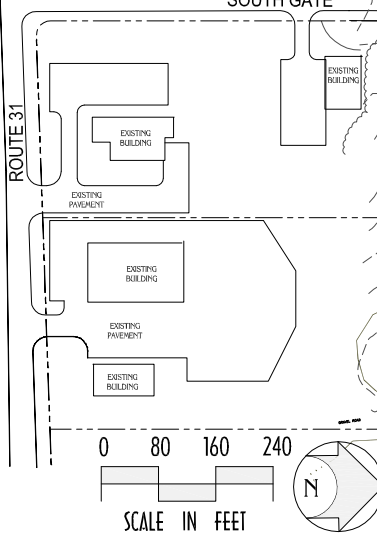 SOUTH GATE
EXISTING
BUILDING
EXISTING
BUILDING
ROUTE 31
EXISTING
PAVEMENT
EXISTING
BUILDING
EXISTING
PAVEMENT
EXISTING
BUILDING
0 80 160 240
N
SCALE IN FEET